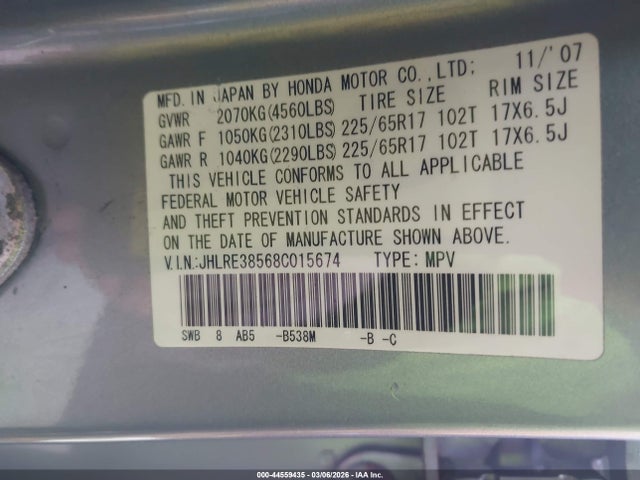 MFD. IN JAPAN BY HONDA MOTOR CO.,LTD; 11/'07
GVWR 2070KG(4560LBS) TIRE SIZE RIM SIZE
GAWR F 1050KG(2310LBS) 225/65R17 102T 17X6.5J
GAWR R 1040KG(2290LBS) 225/65R17 102T 17X6.5J
THIS VEHICLE CONFORMS TO ALL APPLICABLE
FEDERAL MOTOR VEHICLE SAFETY
AND THEFT PREVENTION STANDARDS IN EFFECT
ON THE DATE OF MANUFACTURE SHOWN ABOVE.
V.I.N:JHLRE38568C015674 TYPE: MPV
SWB 8 AB5 -B538M -B -C
000-44559435 - 03/06/2026 - IAA Inc.